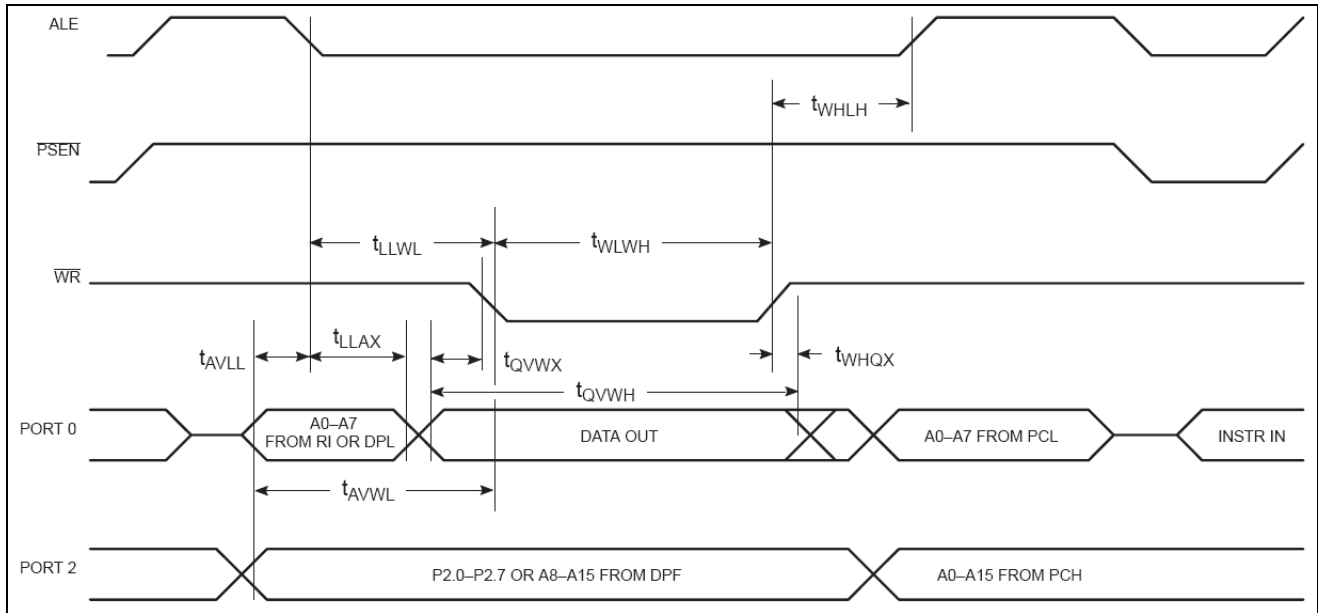 ALE
tWHLH
PSEN
tLLWL
tWLWH
WR
tAVLL
tLLAX
tQVWX
tWHQX
tQVWH
PORT 0
A0–A7
FROM RI OR DPL
DATA OUT
A0–A7 FROM PCL
INSTR IN
tAVWL
PORT 2
P2.0–P2.7 OR A8–A15 FROM DPF
A0–A15 FROM PCH